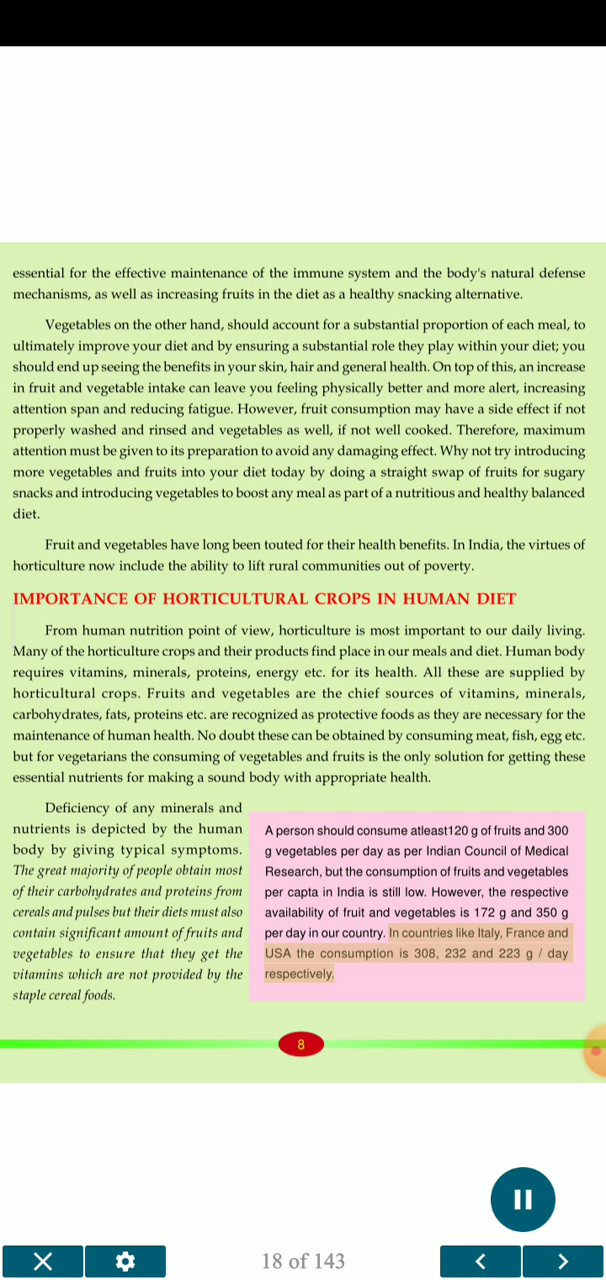 essential for the effective maintenance of the immune system and the body's natural defense
mechanisms, as well as increasing fruits in the diet as a healthy snacking alternative.
Vegetables on the other hand, should account for a substantial proportion of each meal, to
ultimately improve your diet and by ensuring a substantial role they play within your diet; you
should end up seeing the benefits in your skin, hair and general health. On top of this, an increase
in fruit and vegetable intake can leave you feeling physically better and more alert, increasing
attention span and reducing fatigue. However, fruit consumption may have a side effect if not
properly washed and rinsed and vegetables as well, if not well cooked. Therefore, maximum
attention must be given to its preparation to avoid any damaging effect. Why not try introducing
more vegetables and fruits into your diet today by doing a straight swap of fruits for sugary
snacks and introducing vegetables to boost any meal as part of a nutritious and healthy balanced
diet.
Fruit and vegetables have long been touted for their health benefits. In India, the virtues of
horticulture now include the ability to lift rural communities out of poverty.
IMPORTANCE OF HORTICULTURAL CROPS IN HUMAN DIET
From human nutrition point of view, horticulture is most important to our daily living.
Many of the horticulture crops and their products find place in our meals and diet. Human body
requires vitamins, minerals, proteins, energy etc. for its health. All these are supplied by
horticultural crops. Fruits and vegetables are the chief sources of vitamins, minerals,
carbohydrates, fats, proteins etc. are recognized as protective foods as they are necessary for the
maintenance of human health. No doubt these can be obtained by consuming meat, fish, egg etc.
but for vegetarians the consuming of vegetables and fruits is the only solution for getting these
essential nutrients for making a sound body with appropriate health.
Deficiency of any minerals and
nutrients is depicted by the human
body by giving typical symptoms.
The great majority of people obtain most
of their carbohydrates and proteins from
cereals and pulses but their diets must also
contain significant amount of fruits and
vegetables to ensure that they get the
vitamins which are not provided by the
staple cereal foods.
A person should consume atleast120 g of fruits and 300
g vegetables per day as per Indian Council of Medical
Research, but the consumption of fruits and vegetables
per capta in India is still low. However, the respective
availability of fruit and vegetables is 172 g and 350 g
per day in our country. In countries like Italy, France and
USA the consumption is 308, 232 and 223 g / day
respectively.
8
18 of 143